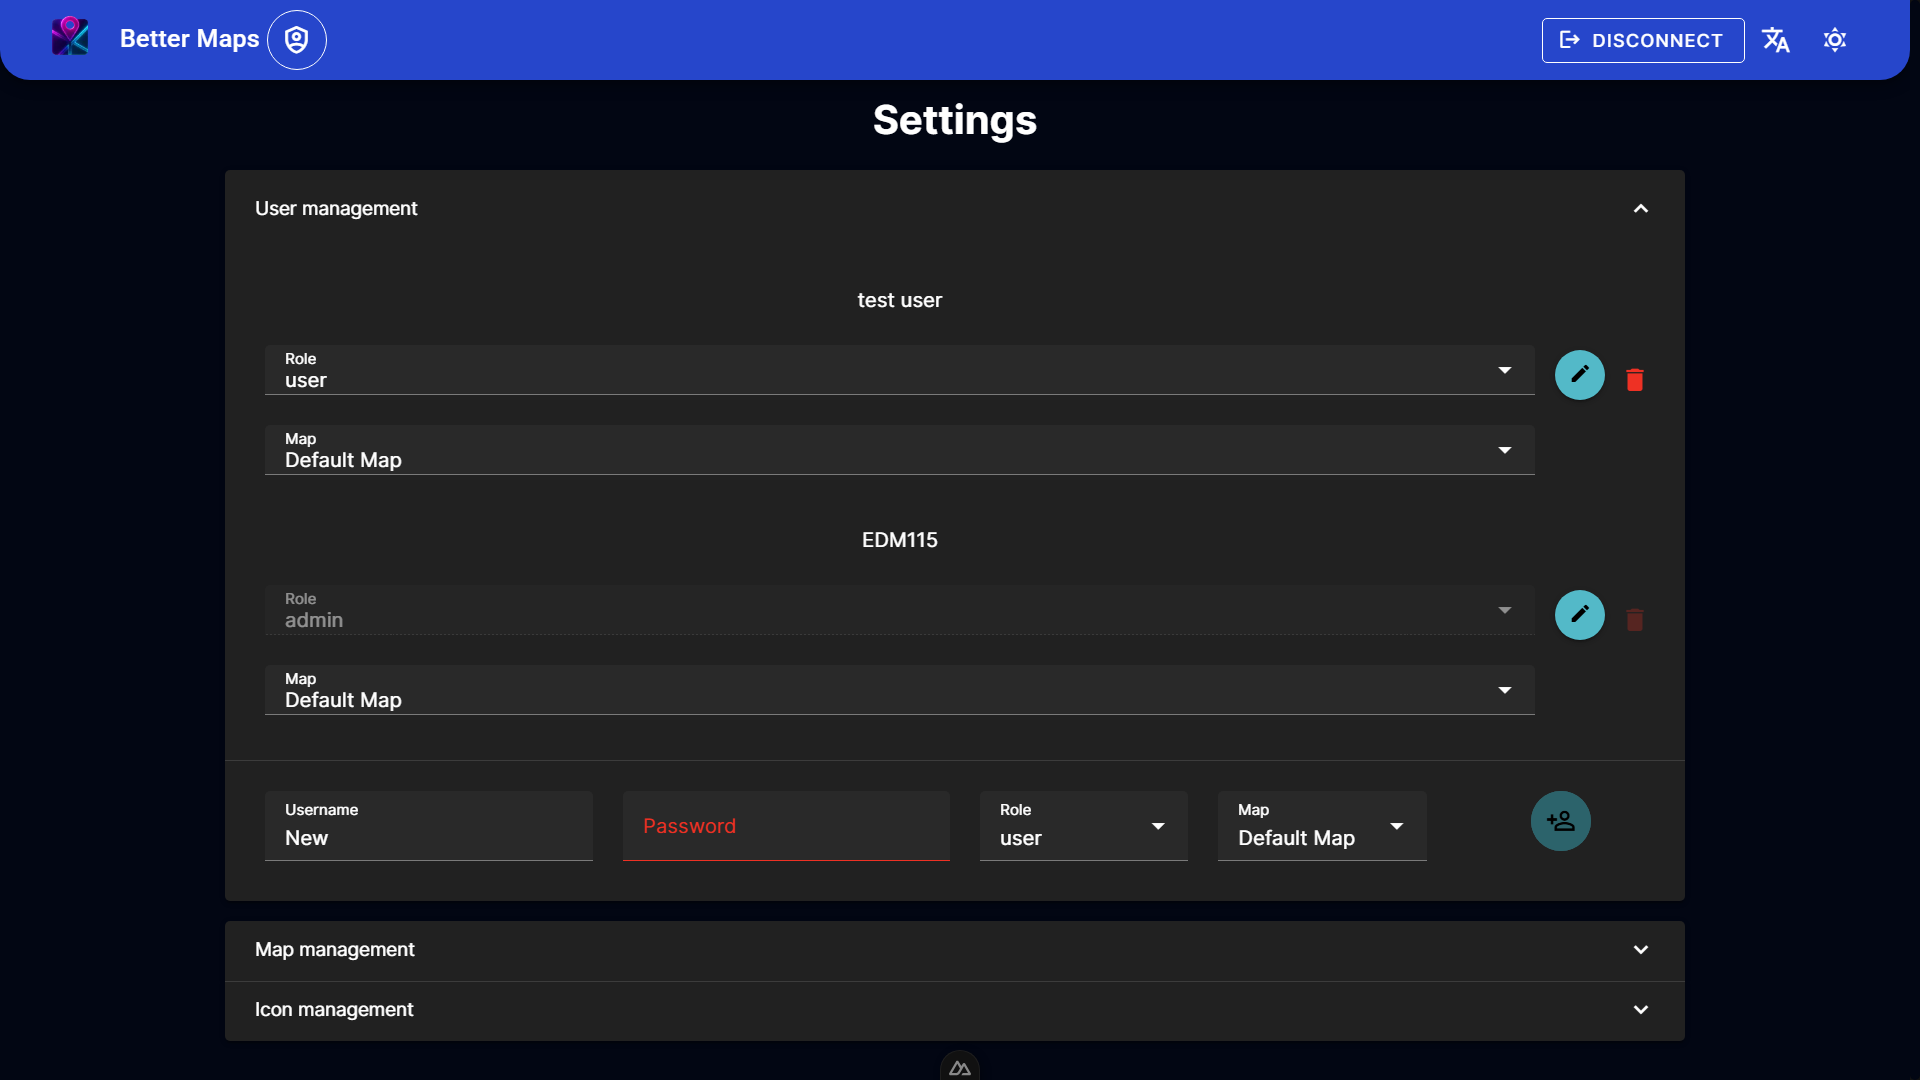 Better Maps
DISCONNECT
Settings
User management
test user
Role
user
Map
Default Map
EDM115
Role
admin
Map
Default Map
Username
New
Password
Role
user
Map
Default Map
Map management
Icon management